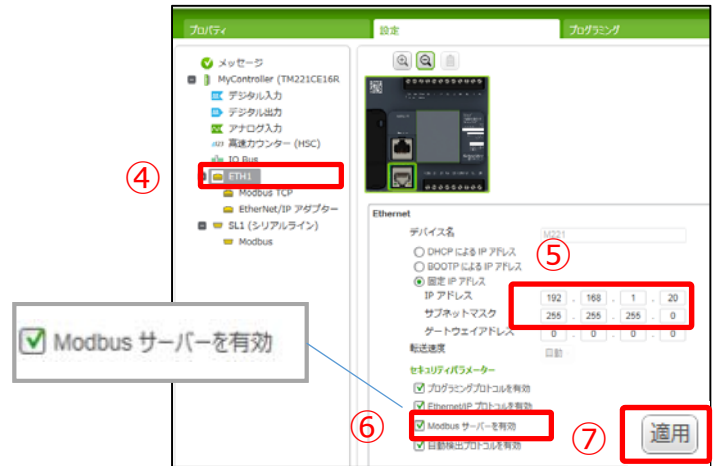 プロパティ
設定
プログラミング
メッセージ
MyController (TM221CE16R
デジタル入力
デジタル出力
アナログ入力
高速カウンター (HSC)
IO Bus
④
ETH1
Modbus TCP
EtherNet/IP アダプター
SL1 (シリアルライン)
Modbus
Ethernet
デバイス名
M221
⑤
DHCP による IP アドレス
BOOTP による IP アドレス
固定 IP アドレス
IP アドレス 192 . 168 . 1 . 20
サブネットマスク 255 . 255 . 255 . 0
ゲートウェイアドレス 0 . 0 . 0 . 0
転送速度
自動
セキュリティパラメーター
プログラミングプロトコルを有効
Ethernet/IP プロトコルを有効
Modbus サーバーを有効
自動検出プロトコルを有効
Modbus サーバーを有効
⑥
⑦
適用